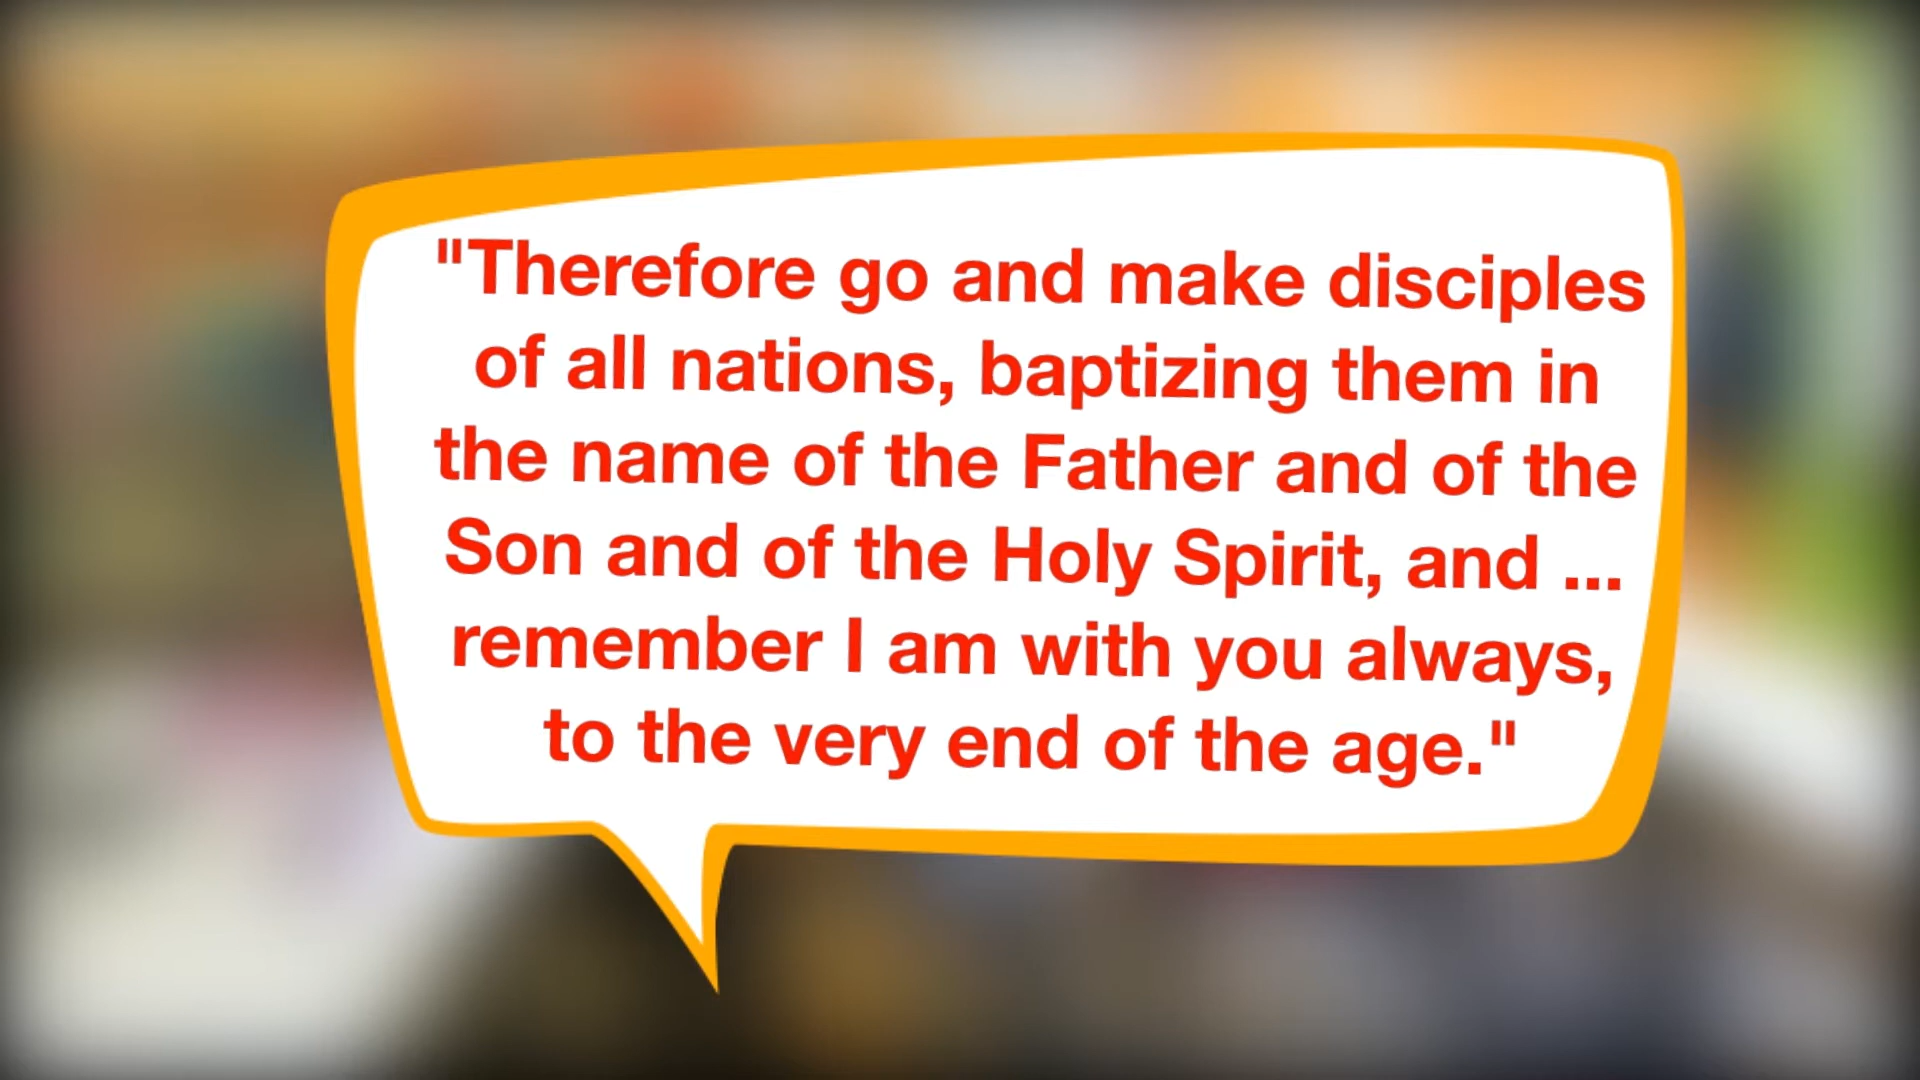 "Therefore go and make disciples
of all nations, baptizing them in
the name of the Father and of the
Son and of the Holy Spirit, and ...
remember I am with you always,
to the very end of the age."